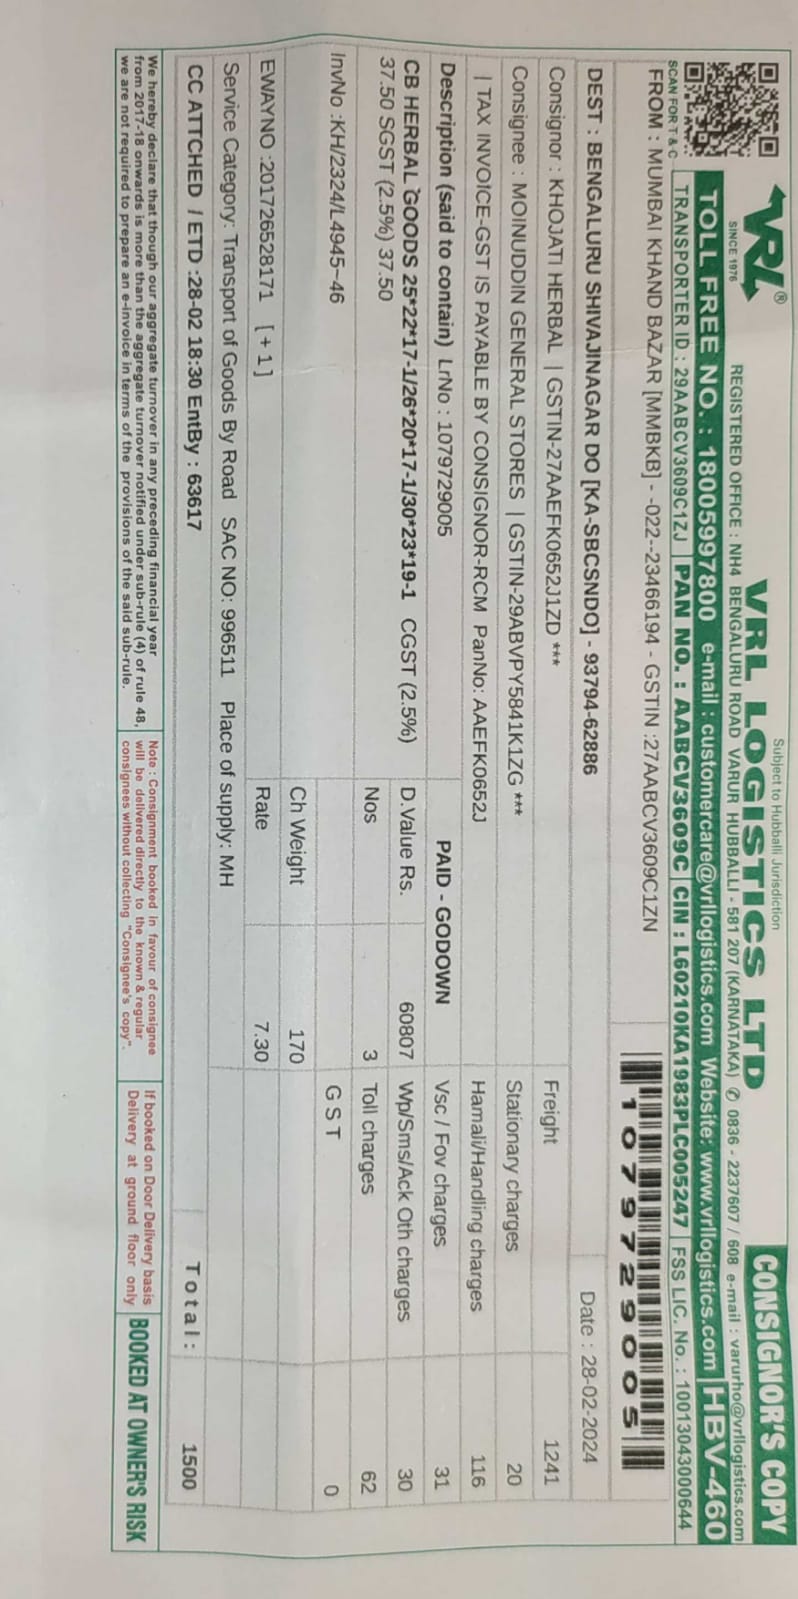 Subject to Hubballi Jurisdiction
CONSIGNOR'S COPY
VRL®
SINCE 1976
VRL LOGISTICS LTD
REGISTERED OFFICE : NH4 BENGALURU ROAD VARUR HUBBALLI - 581 207 (KARNATAKA) ✆ 0836 - 2237607 / 608 e-mail : varurho@vrllogistics.com
TOLL FREE NO. : 18005997800 e-mail : customercare@vrllogistics.com Website: www.vrllogistics.com HBV-460
SCAN FOR T & C
TRANSPORTER ID : 29AABCV3609C1ZJ PAN NO. : AABCV3609C CIN : L60210KA1983PLC005247 FSS LIC. No. : 10013043000644
FROM : MUMBAI KHAND BAZAR [MMBKB] - -022--23466194 - GSTIN :27AABCV3609C1ZN
1079729005
DEST : BENGALURU SHIVAJINAGAR DO [KA-SBCSNDO] - 93794-62886
Date : 28-02-2024
Consignor : KHOJATI HERBAL | GSTIN-27AAEFK0652J1ZD ***
Freight 1241
Consignee : MOINUDDIN GENERAL STORES | GSTIN-29ABVPY5841K1ZG ***
Stationary charges 20
| TAX INVOICE-GST IS PAYABLE BY CONSIGNOR-RCM PanNo: AAEFK0652J
Hamali/Handling charges 116
Description (said to contain) LrNo : 1079729005
PAID - GODOWN
Vsc / Fov charges 31
CB HERBAL GOODS 25*22*17-1/26*20*17-1/30*23*19-1 CGST (2.5%)
D.Value Rs. 60807
Wp/Sms/Ack Oth charges 30
37.50 SGST (2.5%) 37.50
Nos 3
Toll charges 62
InvNo :KH/2324/L4945~46
G S T 0
Ch Weight 170
EWAYNO :201726528171 [ + 1 ]
Rate 7.30
Service Category: Transport of Goods By Road SAC NO: 996511 Place of supply: MH
CC ATTCHED / ETD :28-02 18:30 EntBy : 63617
Total: 1500
We hereby declare that though our aggregate turnover in any preceding financial year
from 2017-18 onwards is more than the aggregate turnover notified under sub-rule (4) of rule 48,
we are not required to prepare an e-invoice in terms of the provisions of the said sub-rule.
Note : Consignment booked in favour of consignee
will be delivered directly to the known & regular
consignees without collecting "Consignee's copy".
If booked on Door Delivery basis
Delivery at ground floor only
BOOKED AT OWNER'S RISK